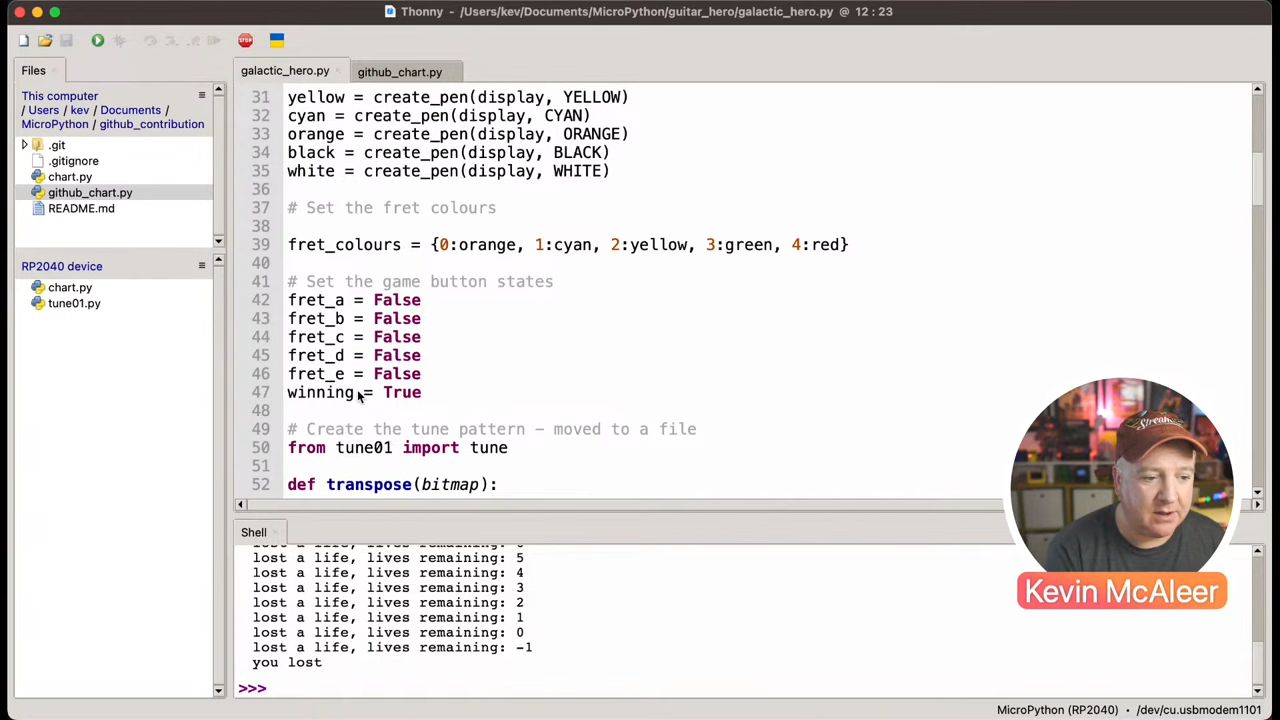 Thonny - /Users/kev/Documents/MicroPython/guitar_hero/galactic_hero.py @ 12 : 23
STOP
Files
This computer
/ Users / kev / Documents /
MicroPython / github_contribution
.git
.gitignore
chart.py
github_chart.py
README.md
RP2040 device
chart.py
tune01.py
galactic_hero.py
github_chart.py
31 yellow = create_pen(display, YELLOW)
32 cyan = create_pen(display, CYAN)
33 orange = create_pen(display, ORANGE)
34 black = create_pen(display, BLACK)
35 white = create_pen(display, WHITE)
36
37 # Set the fret colours
38
39 fret_colours = {0:orange, 1:cyan, 2:yellow, 3:green, 4:red}
40
41 # Set the game button states
42 fret_a = False
43 fret_b = False
44 fret_c = False
45 fret_d = False
46 fret_e = False
47 winning = True
48
49 # Create the tune pattern – moved to a file
50 from tune01 import tune
51
52 def transpose(bitmap):
Shell
lost a life, lives remaining: 5
lost a life, lives remaining: 4
lost a life, lives remaining: 3
lost a life, lives remaining: 2
lost a life, lives remaining: 1
lost a life, lives remaining: 0
lost a life, lives remaining: -1
you lost
>>>
Streaks
Kevin McAleer
MicroPython (RP2040) • /dev/cu.usbmodem1101